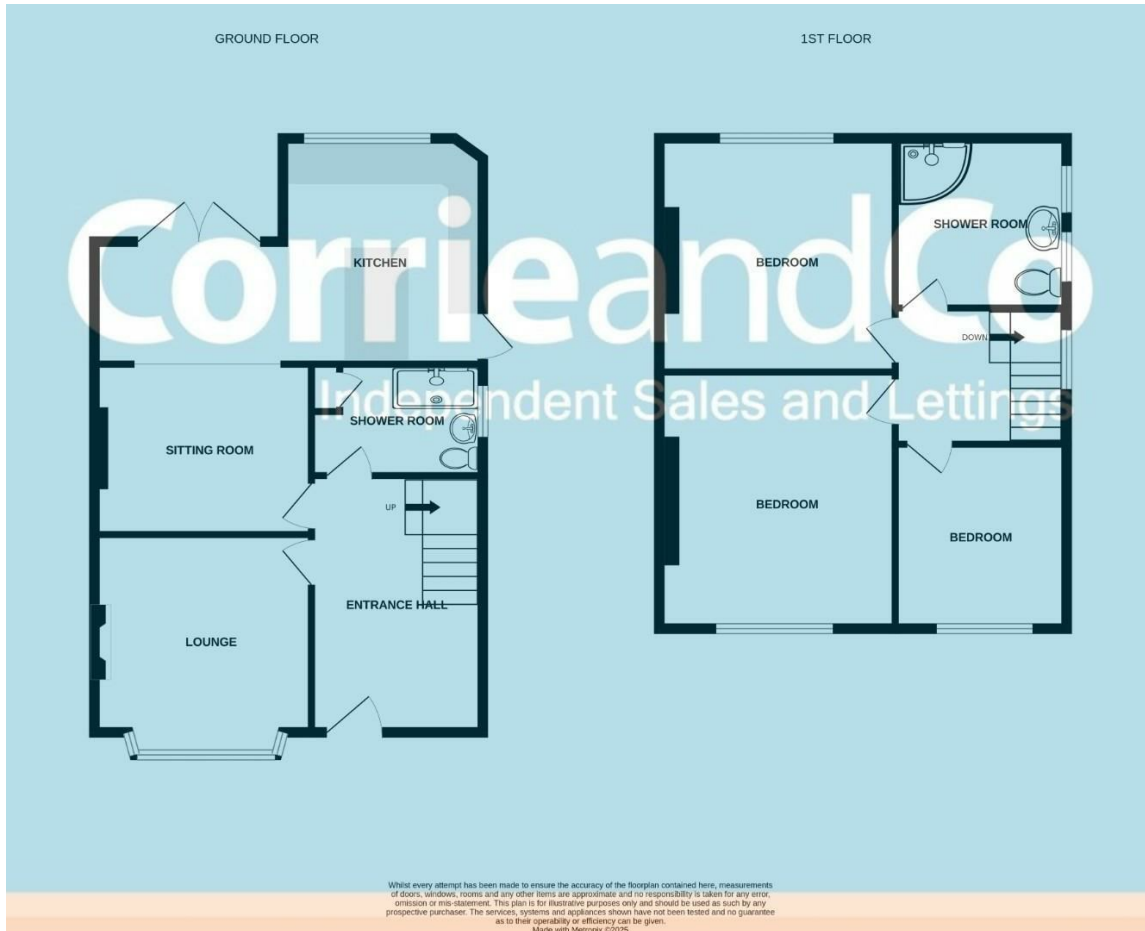 GROUND FLOOR
1ST FLOOR
CorrieandCo
Independent Sales and Lettings
KITCHEN
SHOWER ROOM
SITTING ROOM
UP
ENTRANCE HALL
LOUNGE
BEDROOM
SHOWER ROOM
DOWN
BEDROOM
BEDROOM
Whilst every attempt has been made to ensure the accuracy of the floorplan contained here, measurements
of doors, windows, rooms and any other items are approximate and no responsibility is taken for any error,
omission or mis-statement. This plan is for illustrative purposes only and should be used as such by any
prospective purchaser. The services, systems and appliances shown have not been tested and no guarantee
as to their operability or efficiency can be given.
Made with Metropix ©2025